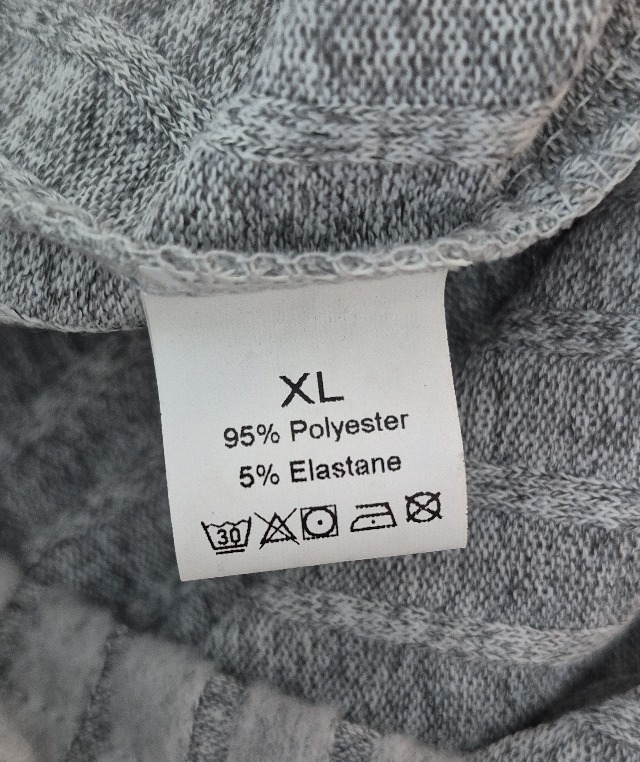 XL
95% Polyester
5% Elastane
30